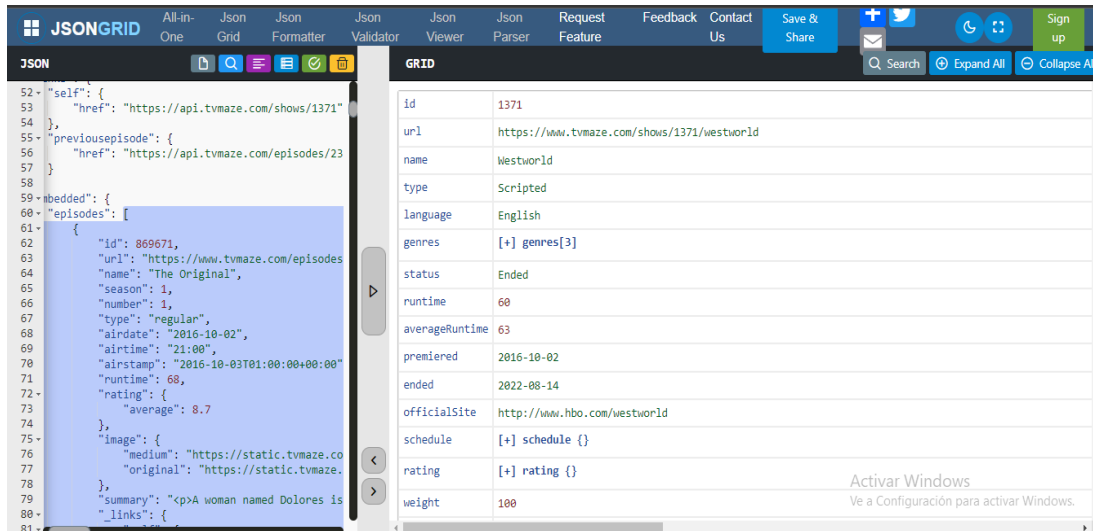 JSONGRID
All-in-One
Json Grid
Json Formatter
Json Validator
Json Viewer
Json Parser
Request Feature
Feedback
Contact Us
Save & Share
Sign up
JSON
GRID
Search
Expand All
Collapse Al
52 "self": {
53 "href": "https://api.tvmaze.com/shows/1371"
54 },
55 "previousepisode": {
56 "href": "https://api.tvmaze.com/episodes/23
57 }
58
59 mbedded": {
60 "episodes": [
61 {
62 "id": 869671,
63 "url": "https://www.tvmaze.com/episodes
64 "name": "The Original",
65 "season": 1,
66 "number": 1,
67 "type": "regular",
68 "airdate": "2016-10-02",
69 "airtime": "21:00",
70 "airstamp": "2016-10-03T01:00:00+00:00"
71 "runtime": 68,
72 "rating": {
73 "average": 8.7
74 },
75 "image": {
76 "medium": "https://static.tvmaze.co
77 "original": "https://static.tvmaze.
78 },
79 "summary": "<p>A woman named Dolores is
80 "_links": {
81
id 1371
url https://www.tvmaze.com/shows/1371/westworld
name Westworld
type Scripted
language English
genres [+] genres[3]
status Ended
runtime 60
averageRuntime 63
premiered 2016-10-02
ended 2022-08-14
officialSite http://www.hbo.com/westworld
schedule [+] schedule {}
rating [+] rating {}
weight 100
Activar Windows
Ve a Configuración para activar Windows.